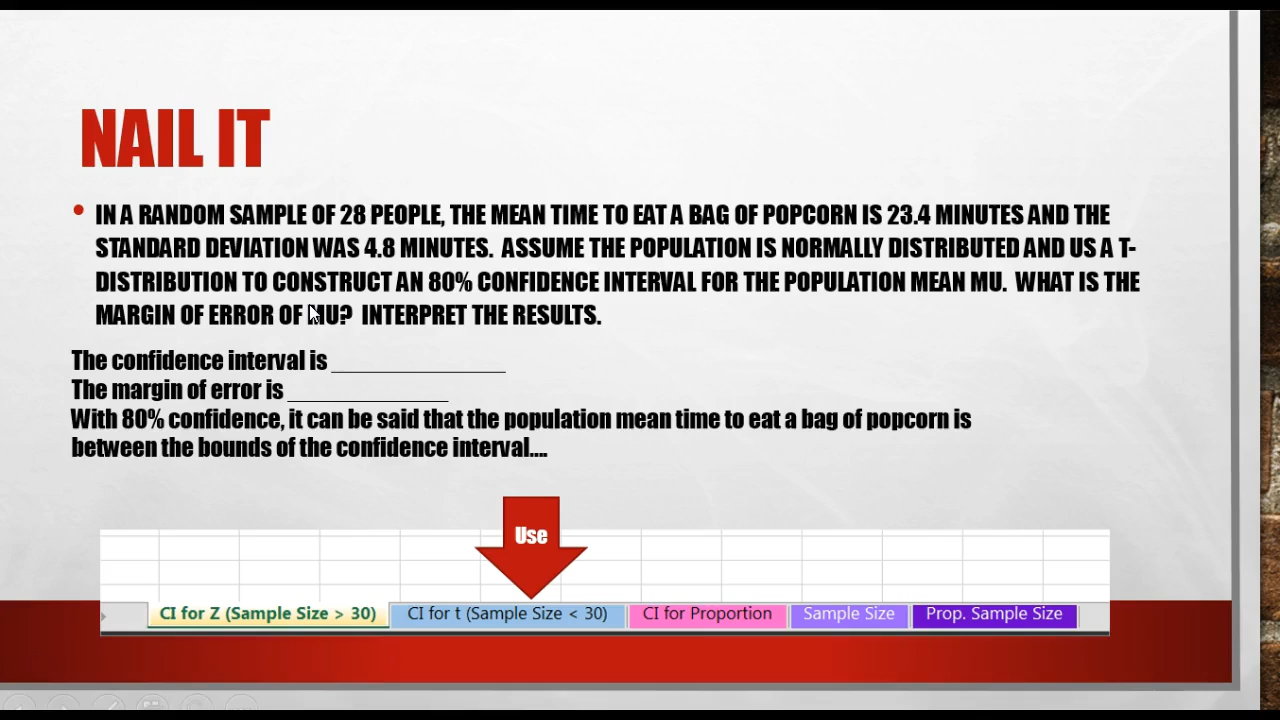 NAIL IT
• IN A RANDOM SAMPLE OF 28 PEOPLE, THE MEAN TIME TO EAT A BAG OF POPCORN IS 23.4 MINUTES AND THE
STANDARD DEVIATION WAS 4.8 MINUTES.  ASSUME THE POPULATION IS NORMALLY DISTRIBUTED AND US A T-
DISTRIBUTION TO CONSTRUCT AN 80% CONFIDENCE INTERVAL FOR THE POPULATION MEAN MU.  WHAT IS THE
MARGIN OF ERROR OF MU?  INTERPRET THE RESULTS.
The confidence interval is _______________
The margin of error is ______________
With 80% confidence, it can be said that the population mean time to eat a bag of popcorn is
between the bounds of the confidence interval....
Use
CI for Z (Sample Size > 30) CI for t (Sample Size < 30) CI for Proportion Sample Size Prop. Sample Size